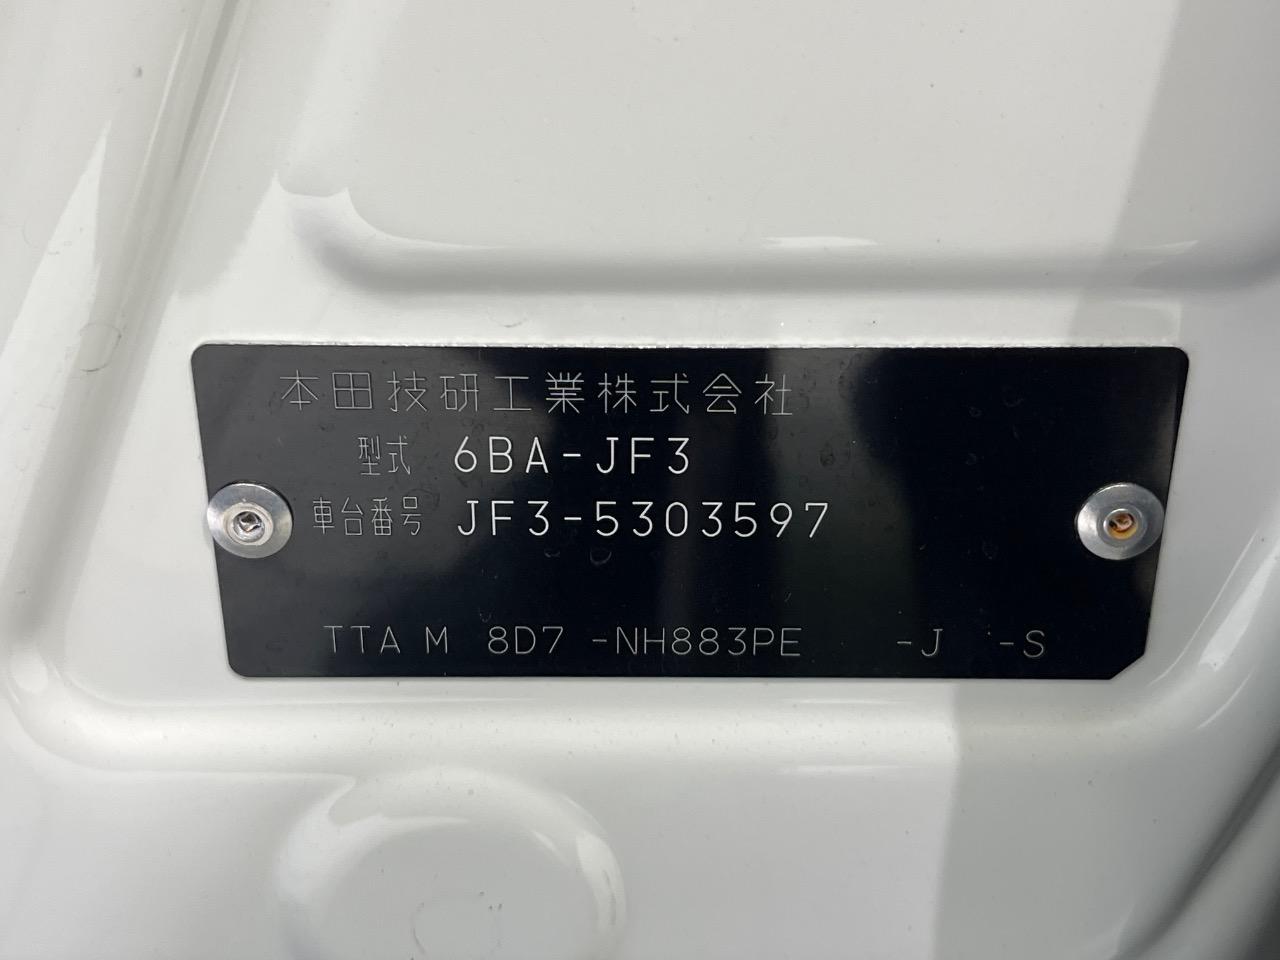 本田技研工業株式会社
型式 6BA-JF3
車台番号 JF3-5303597
TTA M 8D7 -NH883PE -J -S